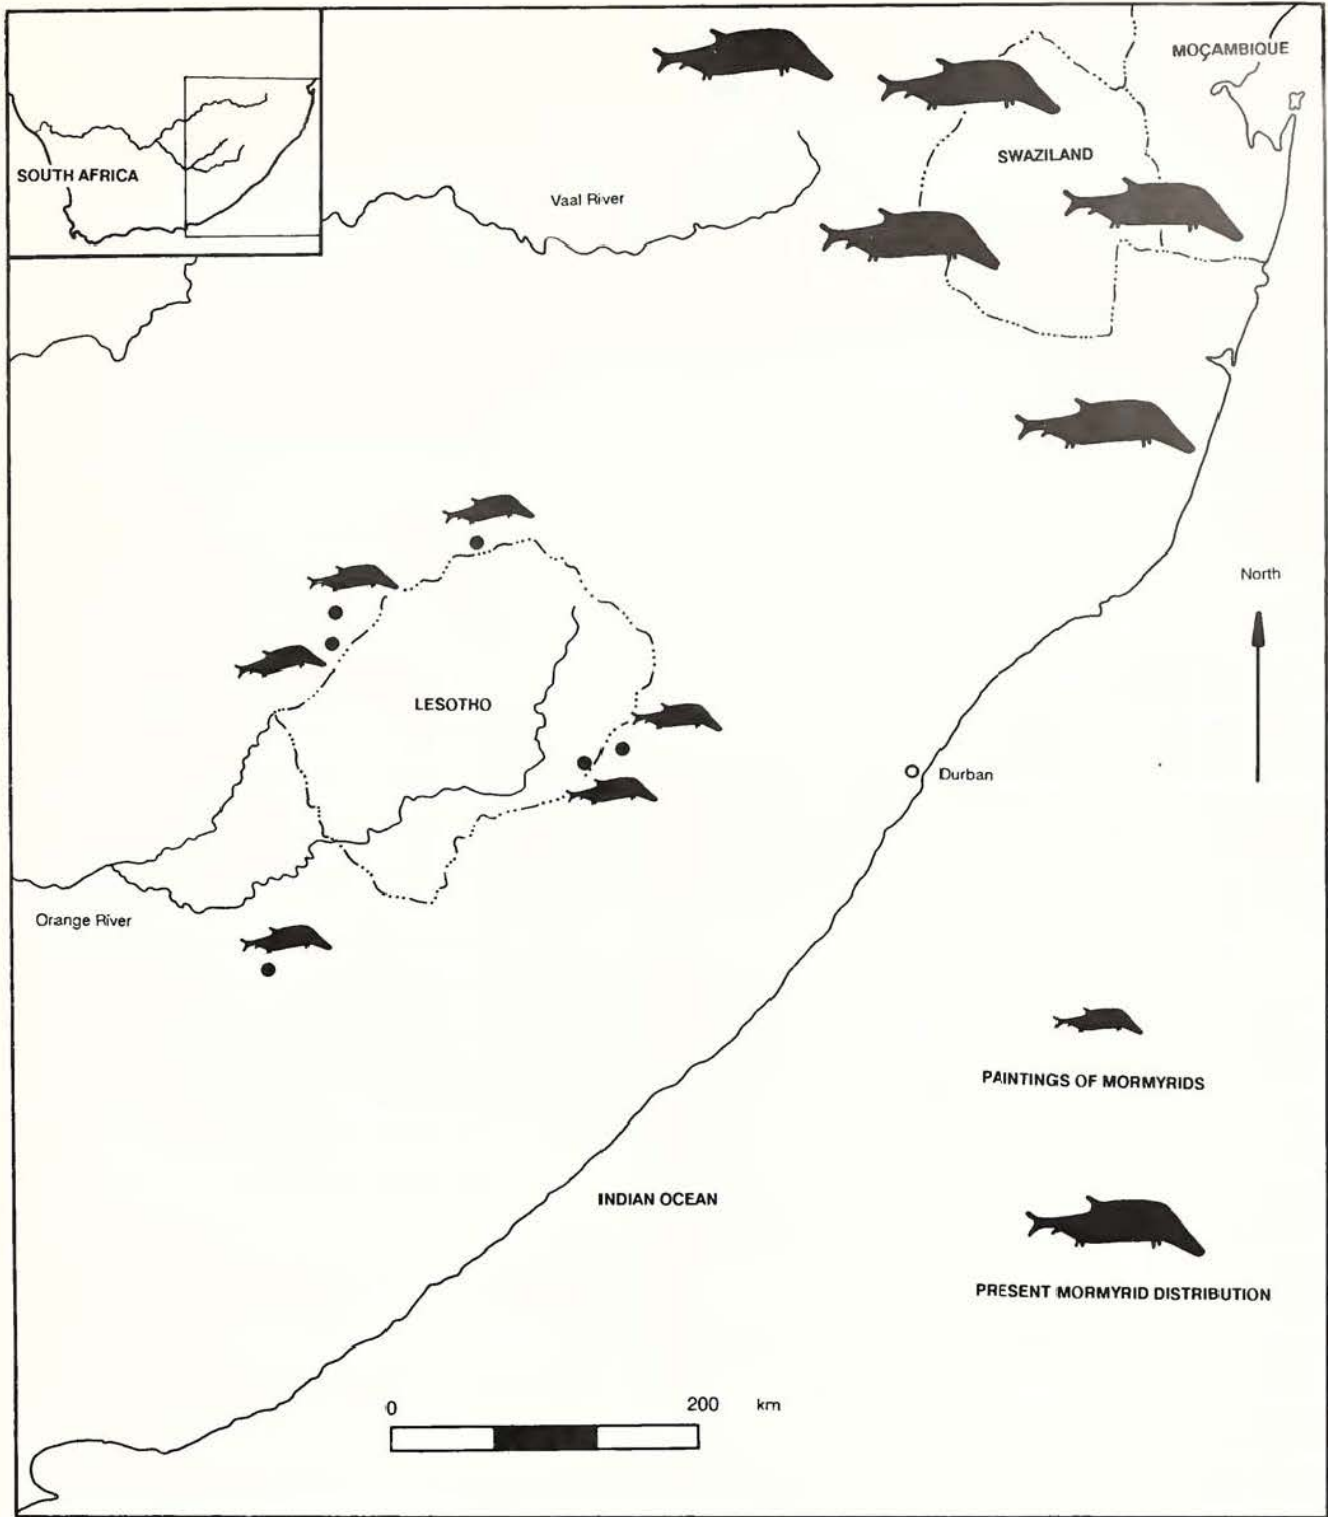 MOÇAMBIQUE
SOUTH AFRICA
SWAZILAND
Vaal River
North
LESOTHO
Durban
Orange River
PAINTINGS OF MORMYRIDS
INDIAN OCEAN
PRESENT MORMYRID DISTRIBUTION
0 200 km